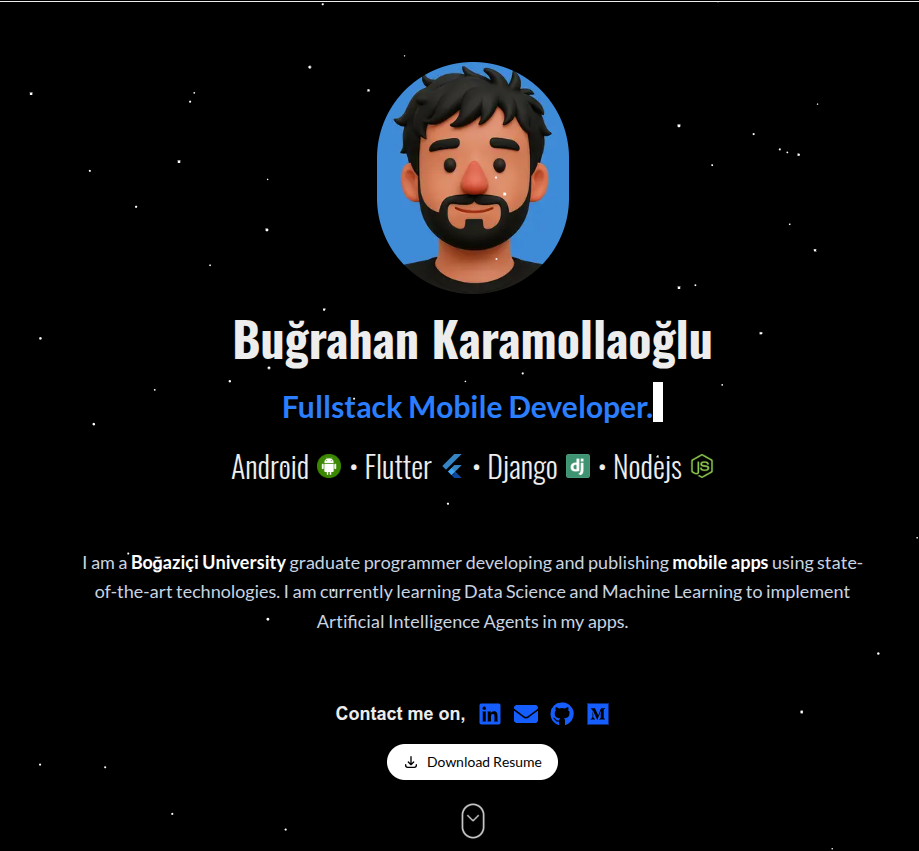 Buğrahan Karamollaoğlu
Fullstack Mobile Developer.
Android • Flutter • Django dj • Nodejs JS
I am a Boğaziçi University graduate programmer developing and publishing mobile apps using state-
of-the-art technologies. I am currently learning Data Science and Machine Learning to implement
Artificial Intelligence Agents in my apps.
Contact me on, in M
Download Resume